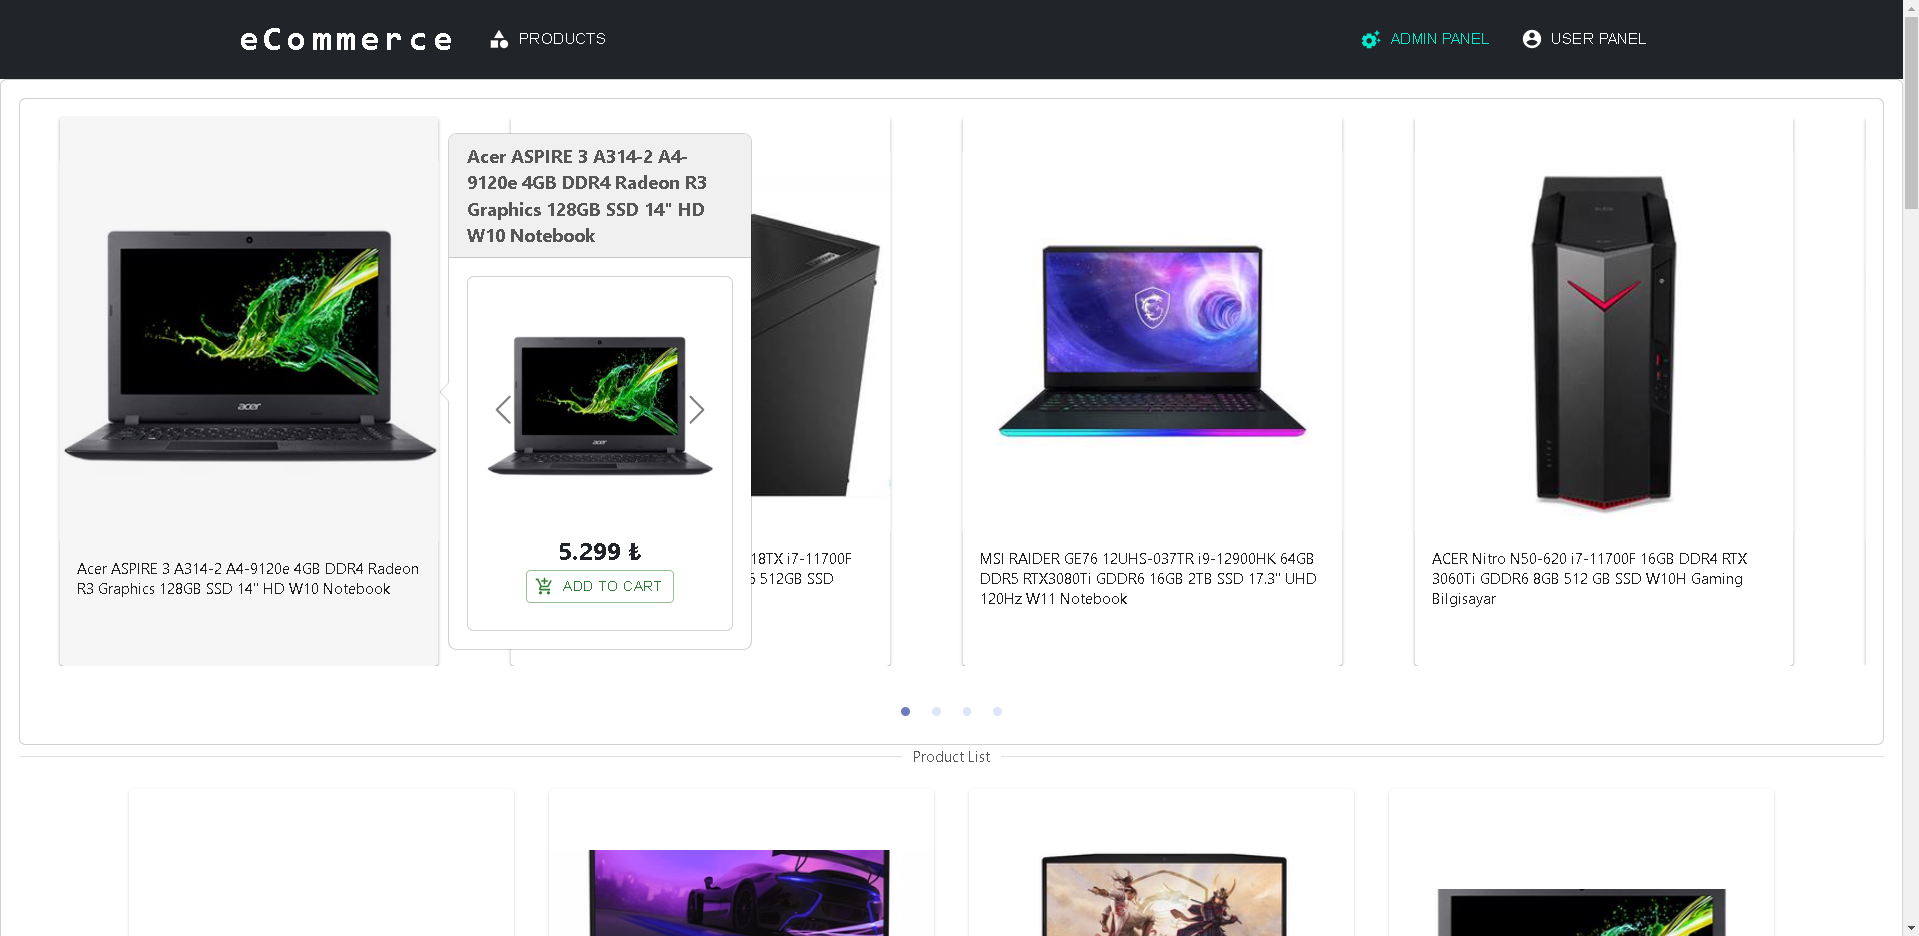 eCommerce
PRODUCTS
ADMIN PANEL
USER PANEL
Acer ASPIRE 3 A314-2 A4-
9120e 4GB DDR4 Radeon R3
Graphics 128GB SSD 14" HD
W10 Notebook
acer
acer
5.299 ₺
ADD TO CART
Acer ASPIRE 3 A314-2 A4-9120e 4GB DDR4 Radeon
R3 Graphics 128GB SSD 14" HD W10 Notebook
18TX i7-11700F
512GB SSD
MSI RAIDER GE76 12UHS-037TR i9-12900HK 64GB
DDR5 RTX3080Ti GDDR6 16GB 2TB SSD 17.3" UHD
120Hz W11 Notebook
ACER Nitro N50-620 i7-11700F 16GB DDR4 RTX
3060Ti GDDR6 8GB 512 GB SSD W10H Gaming
Bilgisayar
Product List